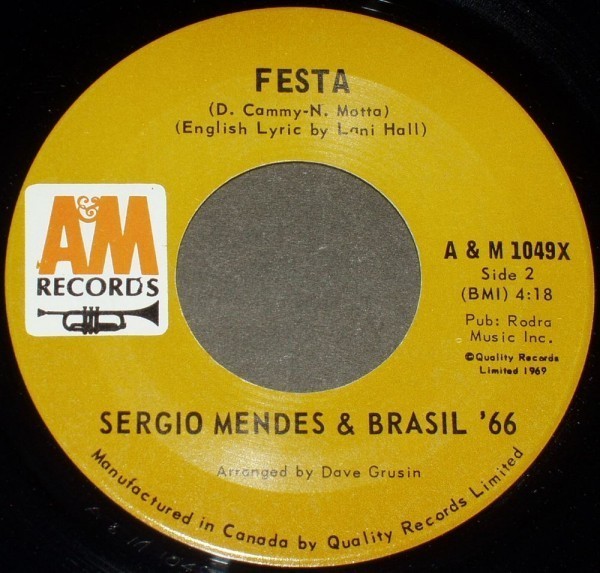 FESTA
(D. Cammy-N. Motta)
(English Lyric by Lani Hall)
A&M
RECORDS
A & M 1049X
Side 2
(BMI) 4:18
Pub: Rodra
Music Inc.
©Quality Records
Limited 1969
SERGIO MENDES & BRASIL '66
Arranged by Dave Grusin
Manufactured in Canada by Quality Records Limited
A & M 104